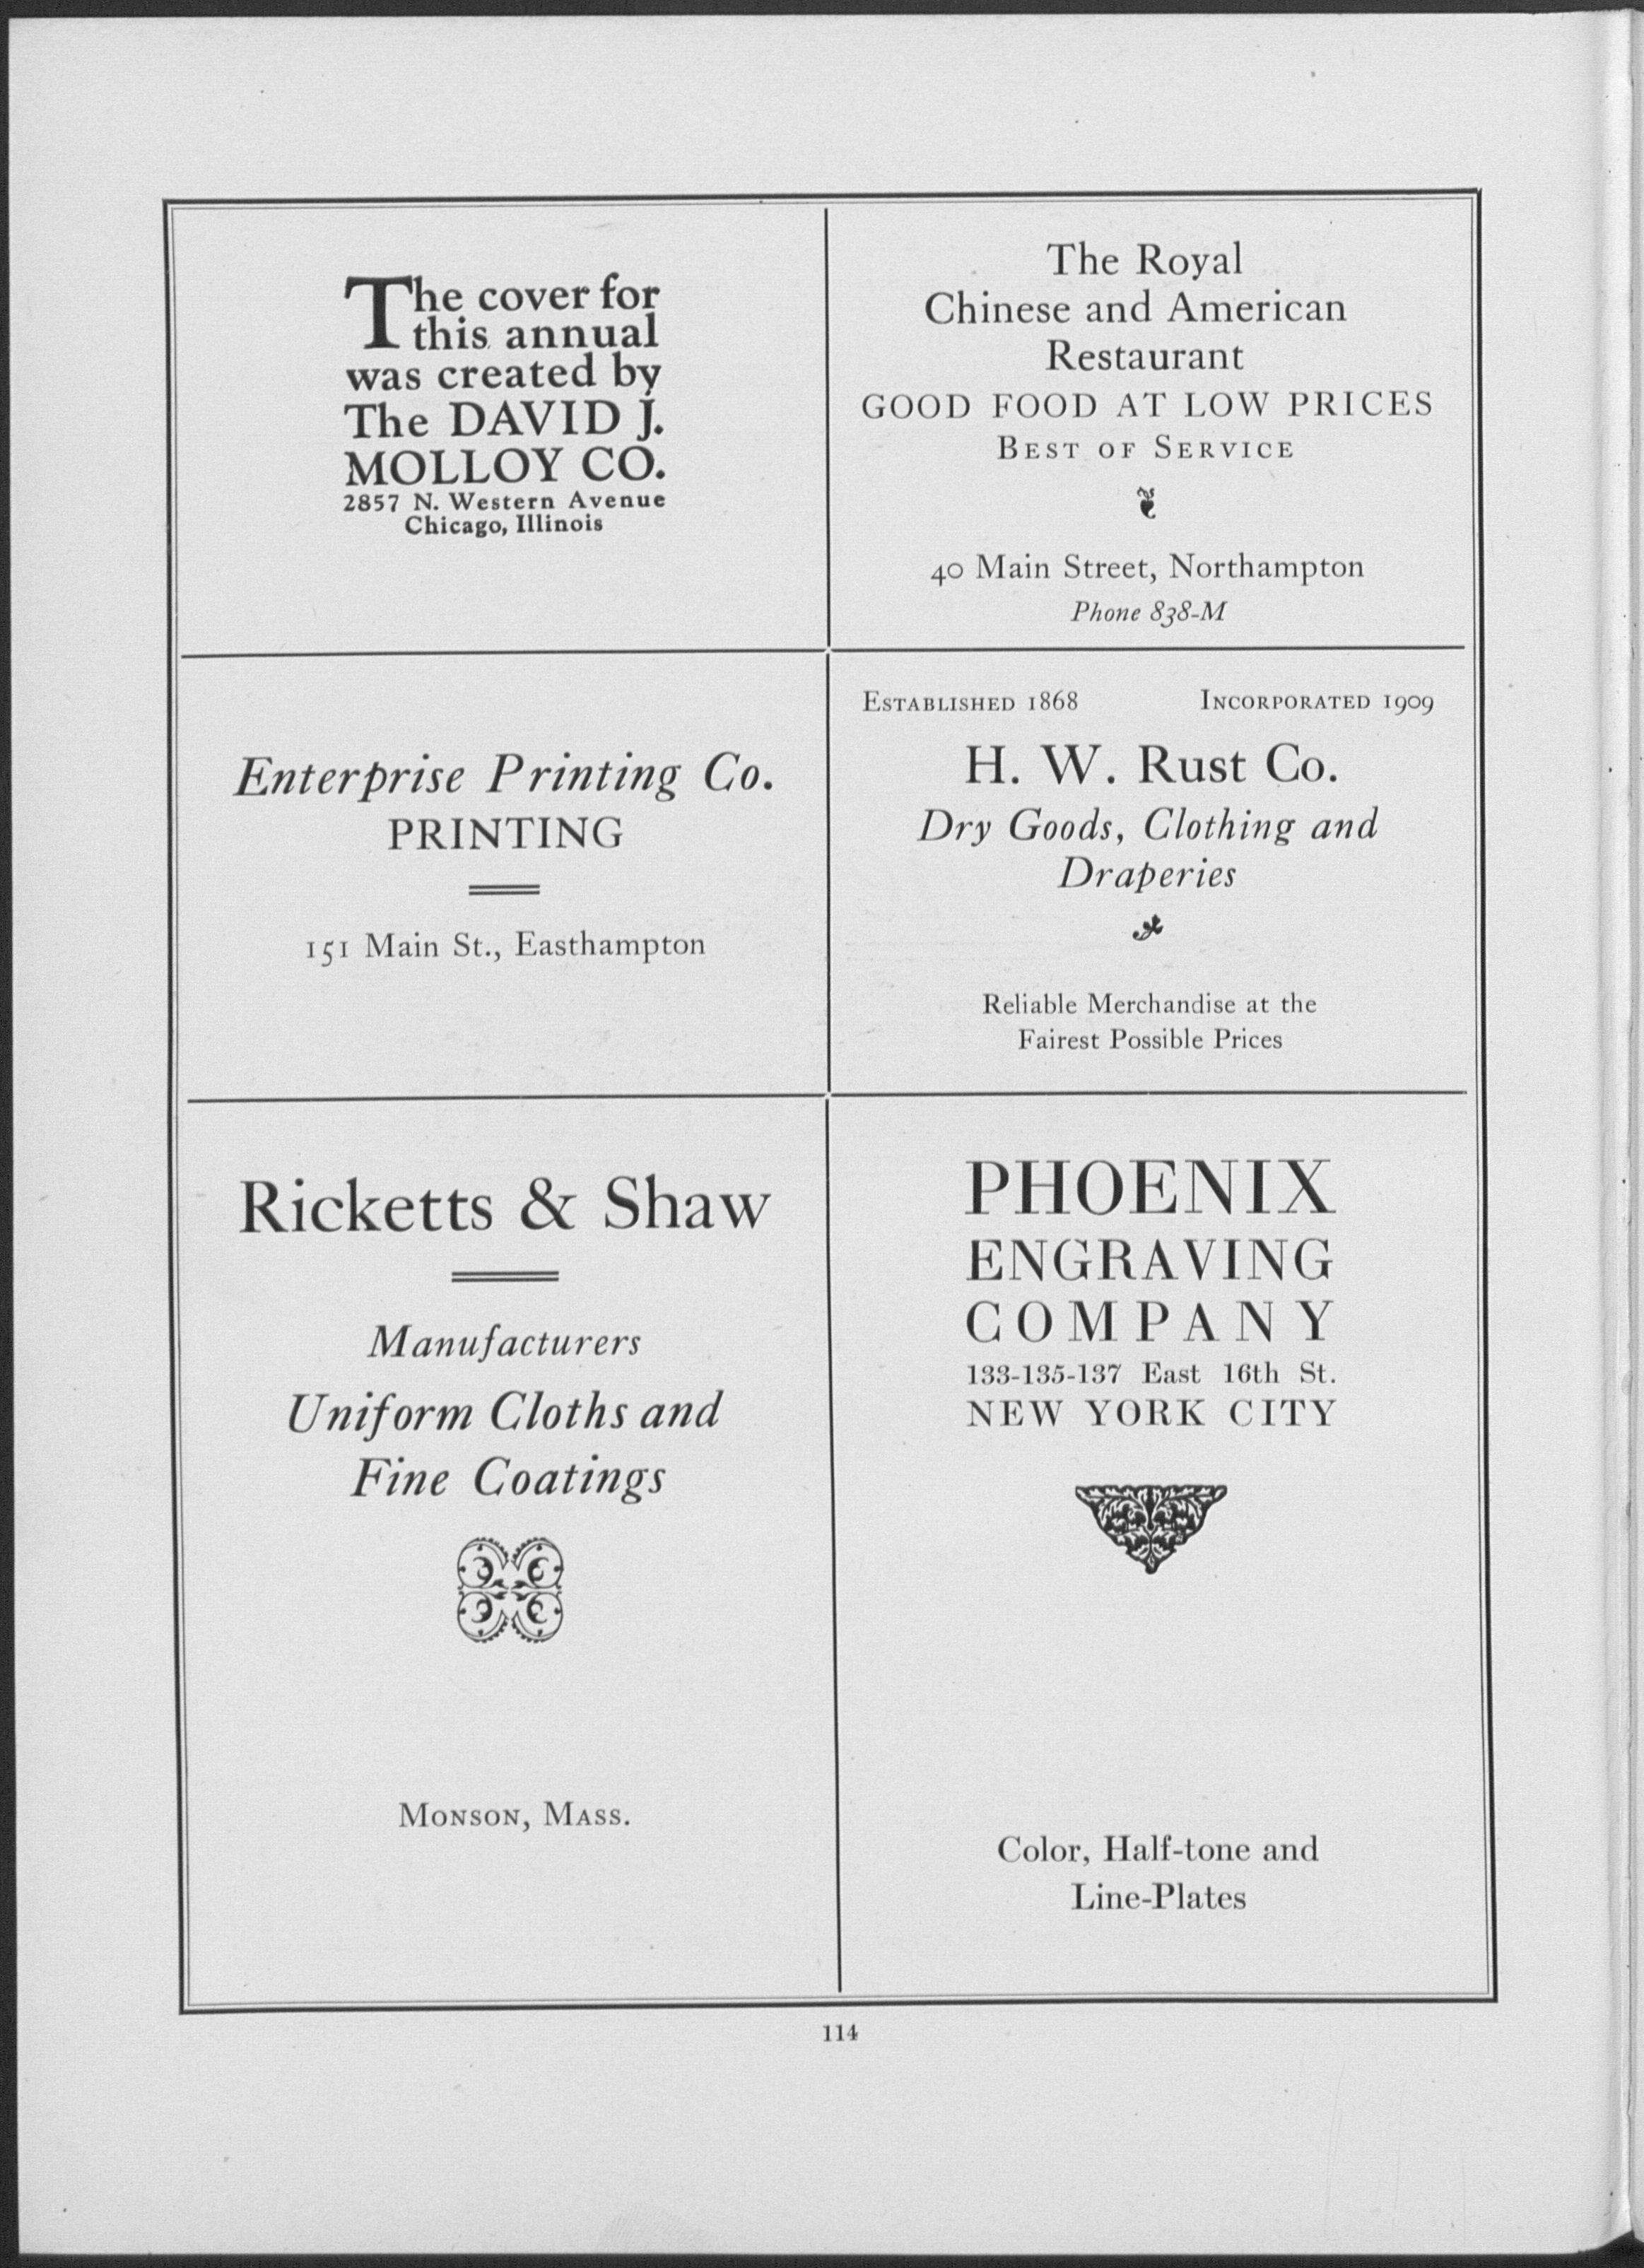 The cover for
this annual
was created by
The DAVID J.
MOLLOY CO.
2857 N. Western Avenue
Chicago, Illinois
The Royal
Chinese and American
Restaurant
GOOD FOOD AT LOW PRICES
BEST OF SERVICE
40 Main Street, Northampton
Phone 838-M
Enterprise Printing Co.
PRINTING
151 Main St., Easthampton
ESTABLISHED 1868 INCORPORATED 1909
H. W. Rust Co.
Dry Goods, Clothing and
Draperies
Reliable Merchandise at the
Fairest Possible Prices
Ricketts & Shaw
Manufacturers
Uniform Cloths and
Fine Coatings
MONSON, MASS.
PHOENIX
ENGRAVING
COMPANY
133-135-137 East 16th St.
NEW YORK CITY
Color, Half-tone and
Line-Plates
114